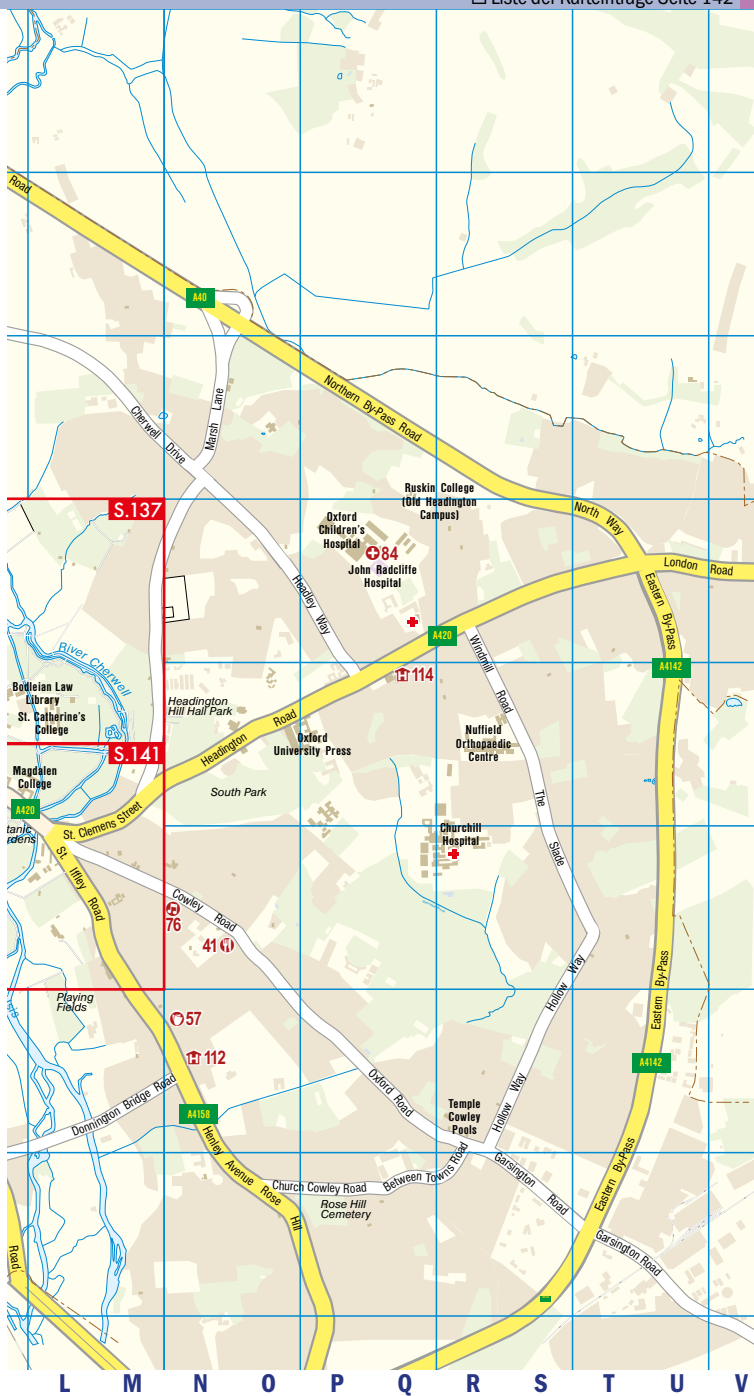 Liste der Karteneinträge Seite 142
Road
A40
Northern By-Pass Road
Marsh Lane
Cherwell Drive
Ruskin College
(Old Headington
Campus)
S.137
Oxford
Children's
Hospital
84
John Radcliffe
Hospital
North Way
London Road
Headley Way
Eastern By-Pass
A420
Windmill Road
A4142
River Cherwell
114
Bodleian Law
Library
St. Catherine's
College
Headington
Hill Hall Park
Headington Road
Oxford
University Press
Nuffield
Orthopaedic
Centre
S.141
Magdalen
College
South Park
The Slade
A420
tanic
rdens
St. Clemens Street
Churchill
Hospital
St. Iffley Road
Cowley Road
76
41
Hollow Way
Eastern By-Pass
Playing
Fields
sis
57
112
A4142
Oxford Road
Donnington Bridge Road
A4158
Temple
Cowley
Pools
Hollow Way
Henley Avenue Rose Hill
Church Cowley Road
Between Towns Road
Garsington Road
Eastern By-Pass
Rose Hill
Cemetery
Garsington Road
Road
L M N O P Q R S T U V